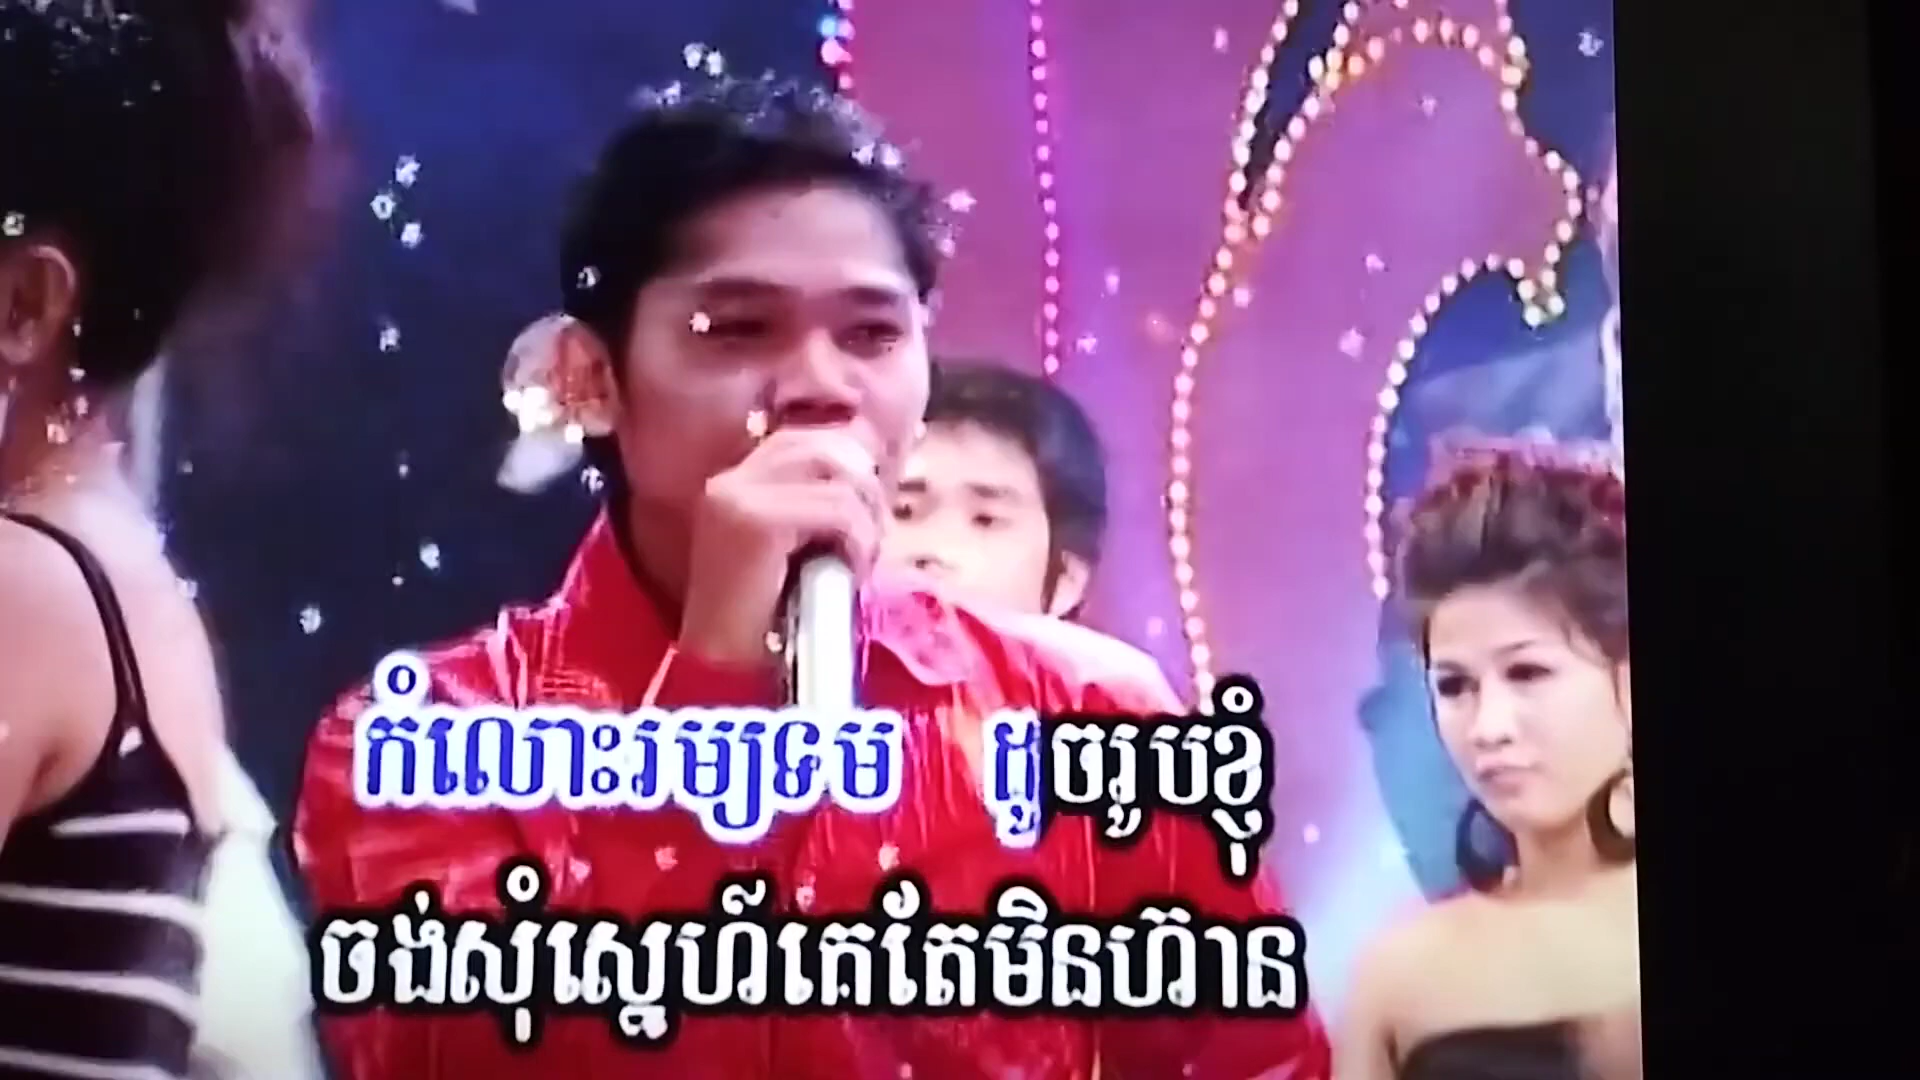 កំលោះរម្យទម ដូចរូបខ្ញុំ
ចង់សុំស្នេហ៍គេតែមិនហ៊ាន